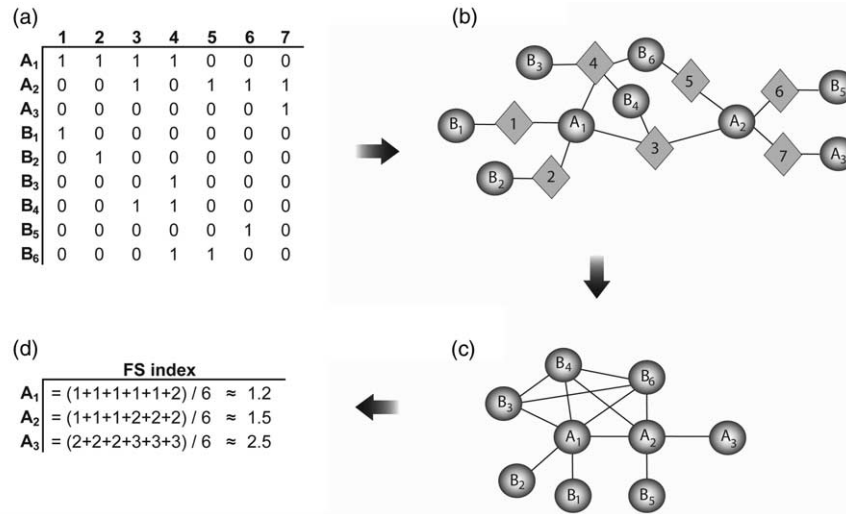 (a)
1 2 3 4 5 6 7
A1 1 1 1 1 0 0 0
A2 0 0 1 0 1 1 1
A3 0 0 0 0 0 0 1
B1 1 0 0 0 0 0 0
B2 0 1 0 0 0 0 0
B3 0 0 0 1 0 0 0
B4 0 0 1 1 0 0 0
B5 0 0 0 0 0 1 0
B6 0 0 0 1 1 0 0
(b)
B3 4 B6
5 6 B5
B4
B1 1 A1 A2
3 7 A3
B2 2
(d)
FS index
A1 = (1+1+1+1+1+2) / 6 ≈ 1.2
A2 = (1+1+1+2+2+2) / 6 ≈ 1.5
A3 = (2+2+2+3+3+3) / 6 ≈ 2.5
(c)
B4 B6
B3
A1 A2 A3
B2 B1 B5